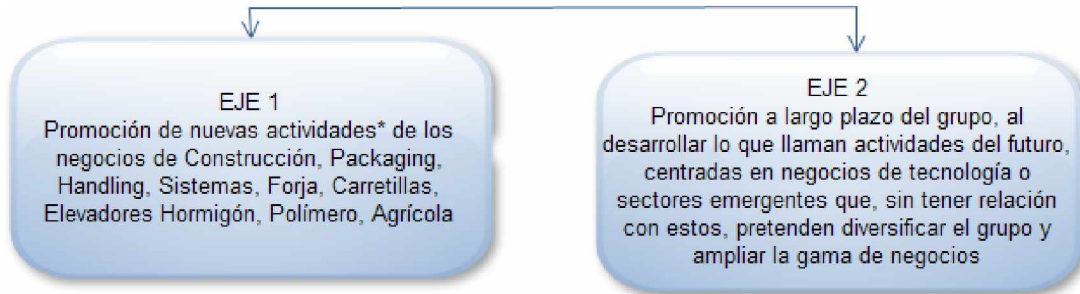 EJE 1
Promoción de nuevas actividades* de los
negocios de Construcción, Packaging,
Handling, Sistemas, Forja, Carretillas,
Elevadores Hormigón, Polímero, Agrícola
EJE 2
Promoción a largo plazo del grupo, al
desarrollar lo que llaman actividades del futuro,
centradas en negocios de tecnología o
sectores emergentes que, sin tener relación
con estos, pretenden diversificar el grupo y
ampliar la gama de negocios